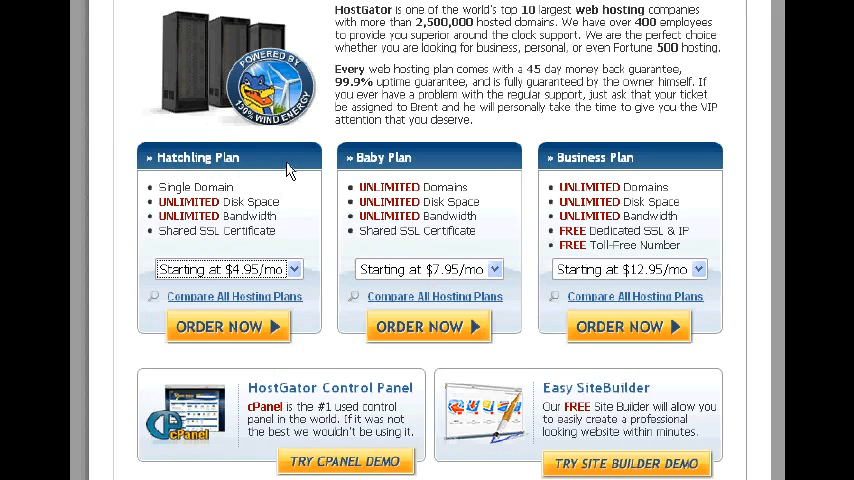 HostGator is one of the world's top 10 largest web hosting companies
with more than 2,500,000 hosted domains. We have over 400 employees
to provide you superior around the clock support. We are the perfect choice
whether you are looking for business, personal, or even Fortune 500 hosting.
Every web hosting plan comes with a 45 day money back guarantee,
99.9% uptime guarantee, and is fully guaranteed by the owner himself. If
you ever have a problem with the regular support, just ask that your ticket
be assigned to Brent and he will personally take the time to give you the VIP
attention that you deserve.
POWERED BY
130% WIND ENERGY
» Hatchling Plan
Single Domain
UNLIMITED Disk Space
UNLIMITED Bandwidth
Shared SSL Certificate
Starting at $4.95/mo
Compare All Hosting Plans
ORDER NOW
» Baby Plan
UNLIMITED Domains
UNLIMITED Disk Space
UNLIMITED Bandwidth
Shared SSL Certificate
Starting at $7.95/mo
Compare All Hosting Plans
ORDER NOW
» Business Plan
UNLIMITED Domains
UNLIMITED Disk Space
UNLIMITED Bandwidth
FREE Dedicated SSL & IP
FREE Toll-Free Number
Starting at $12.95/mo
Compare All Hosting Plans
ORDER NOW
HostGator Control Panel
cPanel is the #1 used control
panel in the world. If it was not
the best we wouldn't be using it.
cPanel
TRY CPANEL DEMO
Easy SiteBuilder
Our FREE Site Builder will allow you
to easily create a professional
looking website within minutes.
TRY SITE BUILDER DEMO